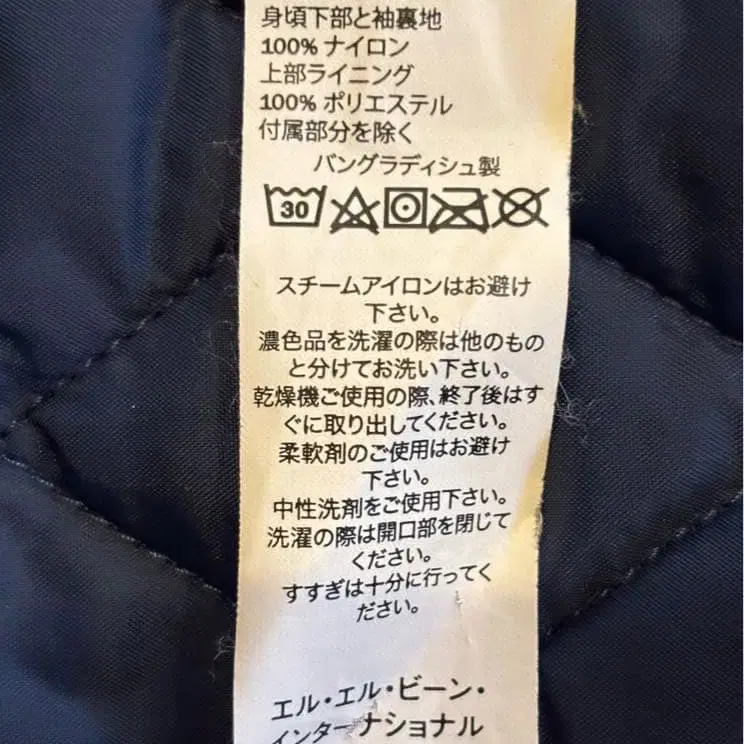 身頃下部と袖裏地
100% ナイロン
上部ライニング
100% ポリエステル
付属部分を除く
バングラディシュ製
30
スチームアイロンはお避け
下さい。
濃色品を洗濯の際は他のもの
と分けてお洗い下さい。
乾燥機ご使用の際、終了後はす
ぐに取り出してください。
柔軟剤のご使用はお避け
下さい。
中性洗剤をご使用下さい。
洗濯の際は開口部を閉じて
ください。
すすぎは十分に行ってく
ださい。
エル・エル・ビーン・
インターナショナル